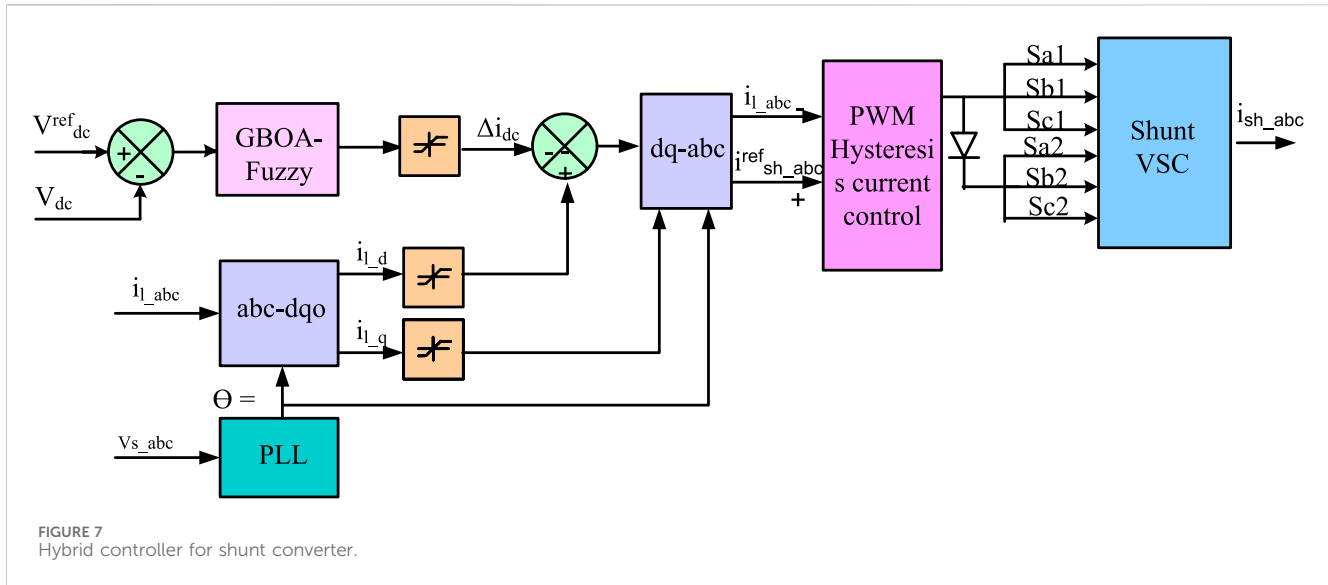 V^ref_dc
+
-
V_dc
GBOA-
Fuzzy
Δi_dc
- -
+
dq-abc
i_l_abc
-
i^ref_sh_abc
+
PWM
Hysteresi
s current
control
Sa1
Sb1
Sc1
Sa2
Sb2
Sc2
Shunt
VSC
i_sh_abc
i_l_abc
abc-dqo
i_l_d
i_l_q
Ө =
Vs_abc
PLL
FIGURE 7
Hybrid controller for shunt converter.